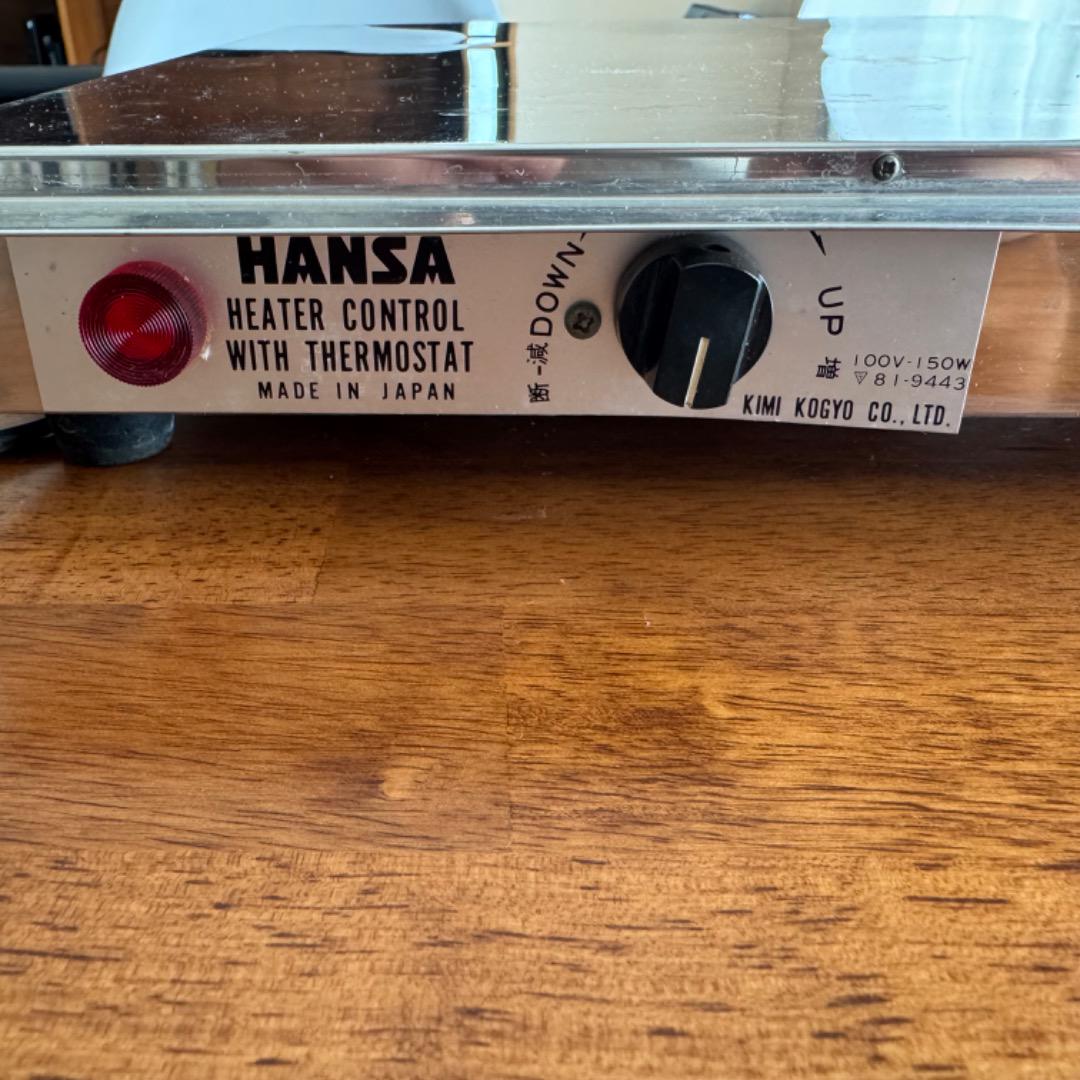 HANSA
HEATER CONTROL
WITH THERMOSTAT
MADE IN JAPAN
断-減 DOWN
UP 増
100V-150W
▽81-9443
KIMI KOGYO CO., LTD.